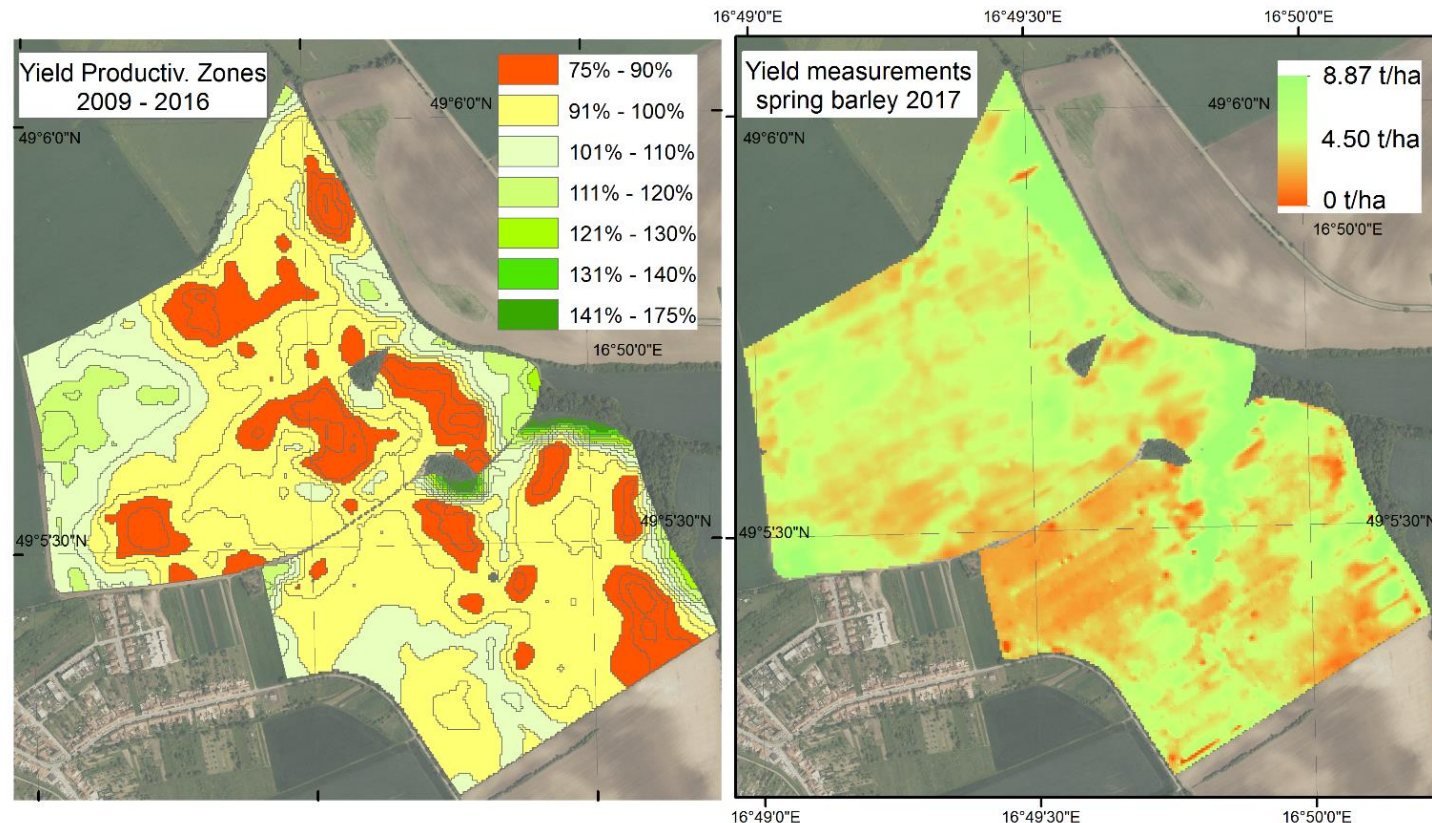 16°49'0"E
16°49'30"E
16°50'0"E
Yield Productiv. Zones
2009 - 2016
75% - 90%
91% - 100%
101% - 110%
111% - 120%
121% - 130%
131% - 140%
141% - 175%
49°6'0"N
49°6'0"N
16°50'0"E
49°5'30"N
49°5'30"N
Yield measurements
spring barley 2017
8.87 t/ha
4.50 t/ha
0 t/ha
49°6'0"N
49°6'0"N
16°50'0"E
49°5'30"N
49°5'30"N
16°49'0"E
16°49'30"E
16°50'0"E